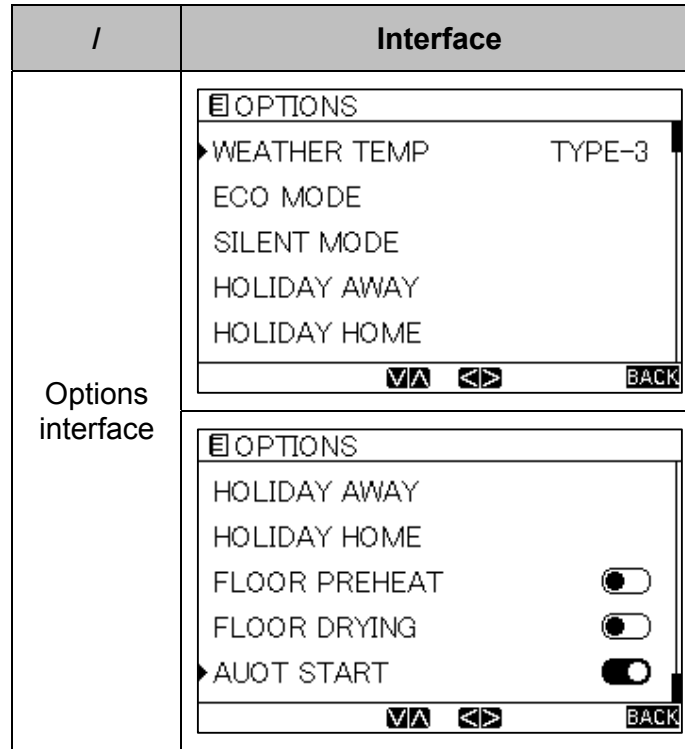 / Interface
OPTIONS
WEATHER TEMP TYPE-3
ECO MODE
SILENT MODE
HOLIDAY AWAY
HOLIDAY HOME
BACK
Options
interface
OPTIONS
HOLIDAY AWAY
HOLIDAY HOME
FLOOR PREHEAT
FLOOR DRYING
AUOT START
BACK